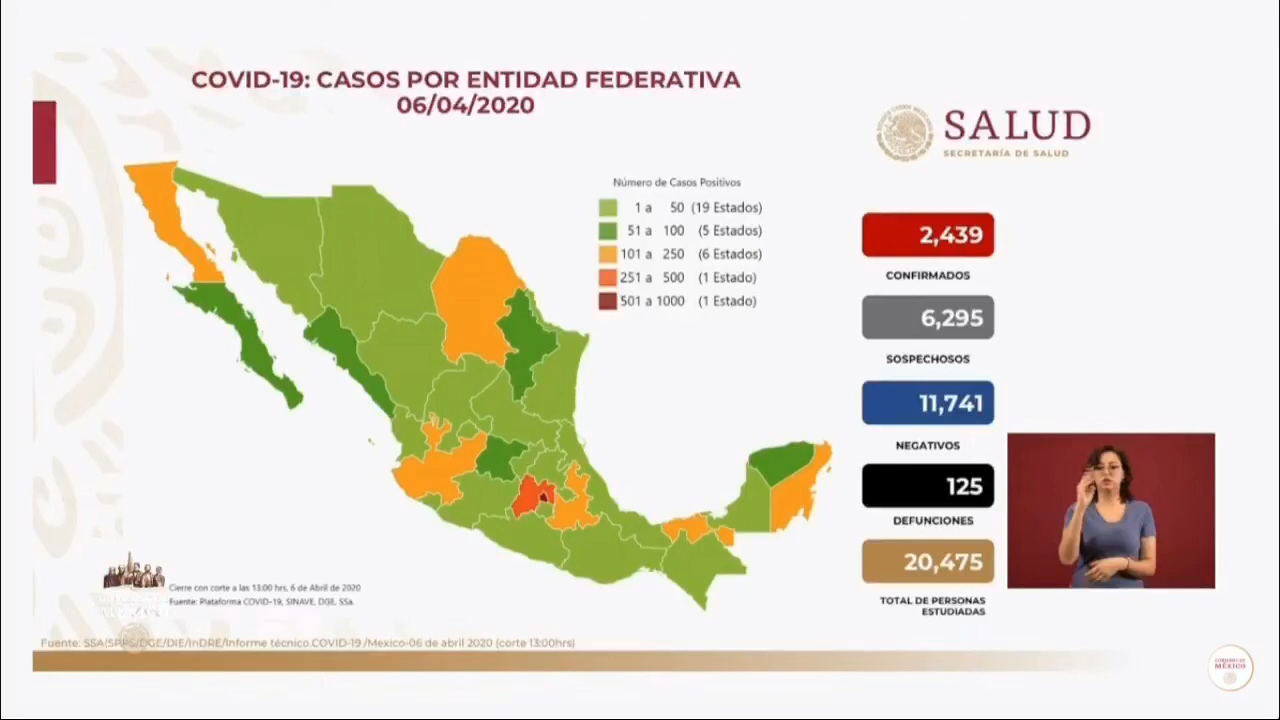 COVID-19: CASOS POR ENTIDAD FEDERATIVA
06/04/2020
SALUD
SECRETARÍA DE SALUD
Número de Casos Positivos
1 a 50 (19 Estados)
51 a 100 (5 Estados)
101 a 250 (6 Estados)
251 a 500 (1 Estado)
501 a 1000 (1 Estado)
2,439
CONFIRMADOS
6,295
SOSPECHOSOS
11,741
NEGATIVOS
125
DEFUNCIONES
20,475
TOTAL DE PERSONAS
ESTUDIADAS
Cierre con corte a las 13:00 hrs, 6 de Abril de 2020
Fuente: Plataforma COVID-19, SINAVE, DGE, SSa.
Fuente: SSA(SPPS/DGE/DIE/InDRE/Informe técnico.COVID-19 /Mexico-06 de abril 2020 (corte 13:00hrs)
GOBIERNO DE
MÉXICO